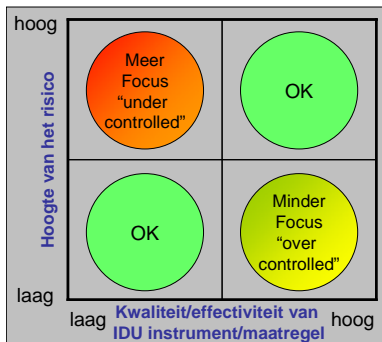 hoog
Meer
Focus
“under
controlled”
OK
Hoogte van het risico
OK
Minder
Focus
“over
controlled”
laag
laag
Kwaliteit/effectiviteit van
IDU instrument/maatregel
hoog